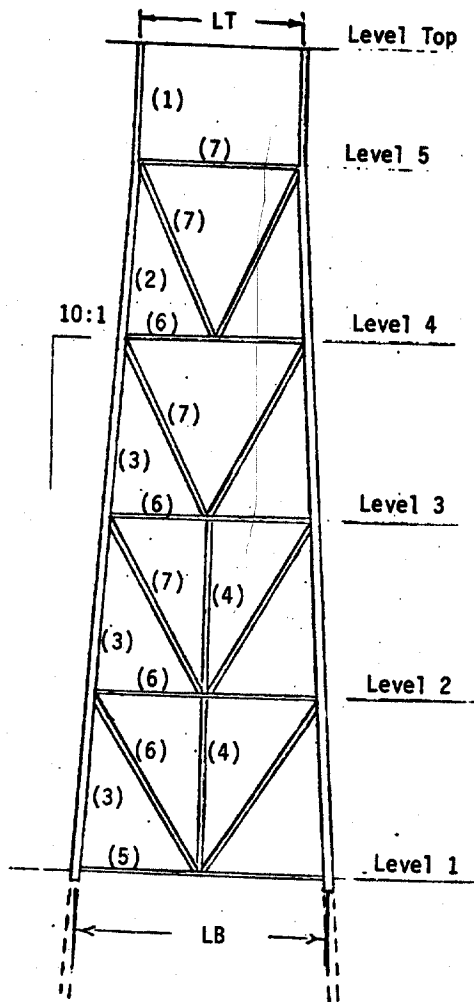 LT
Level Top
(1)
(7)
Level 5
(7)
(2)
10:1
(6)
Level 4
(7)
(3)
(6)
Level 3
(7)
(4)
(3)
(6)
Level 2
(6)
(4)
(3)
(5)
Level 1
LB